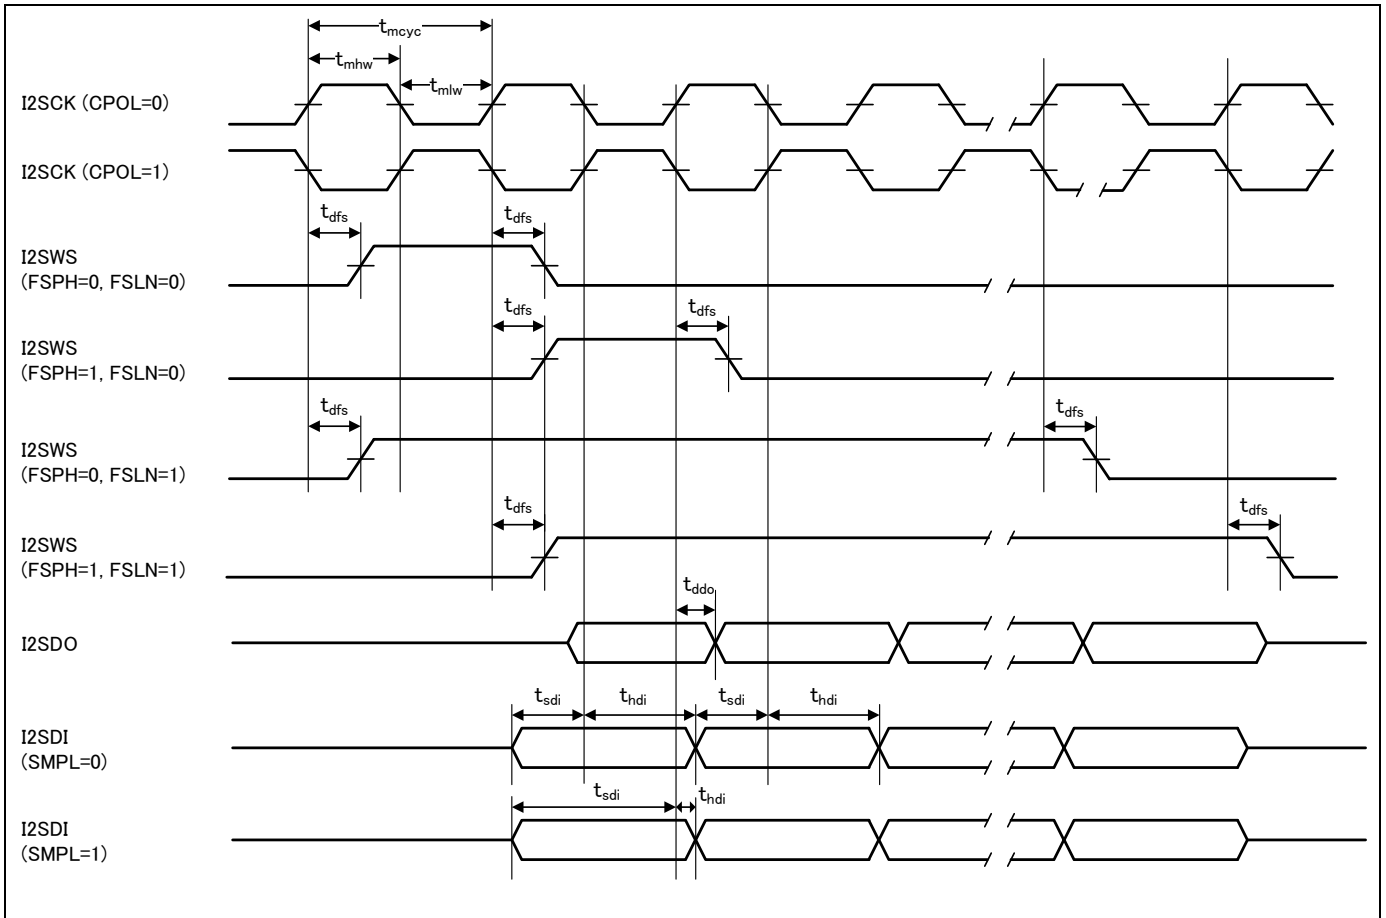 tmcyc
tmhw
tmlw
I2SCK (CPOL=0)
I2SCK (CPOL=1)
tdfs tdfs
I2SWS
(FSPH=0, FSLN=0)
tdfs tdfs
I2SWS
(FSPH=1, FSLN=0)
tdfs tdfs
I2SWS
(FSPH=0, FSLN=1)
tdfs tdfs
I2SWS
(FSPH=1, FSLN=1)
tddo
I2SDO
tsdi thdi tsdi thdi
I2SDI
(SMPL=0)
tsdi thdi
I2SDI
(SMPL=1)